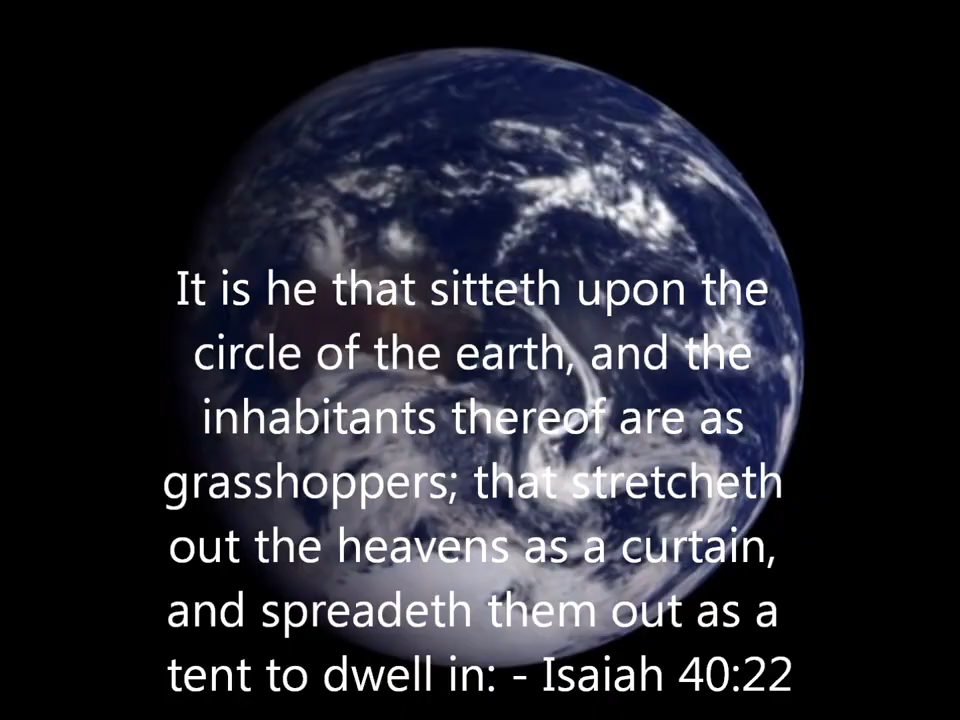 It is he that sitteth upon the
circle of the earth, and the
inhabitants thereof are as
grasshoppers; that stretcheth
out the heavens as a curtain,
and spreadeth them out as a
tent to dwell in: - Isaiah 40:22